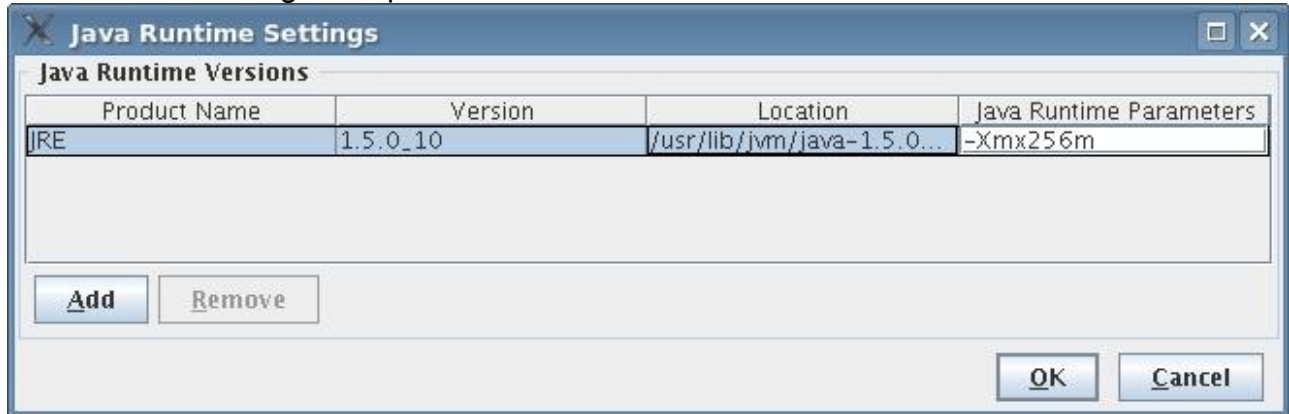 Java Runtime Settings
Java Runtime Versions
Product Name Version Location Java Runtime Parameters
JRE 1.5.0_10 /usr/lib/jvm/java-1.5.0... -Xmx256m
Add Remove
OK Cancel